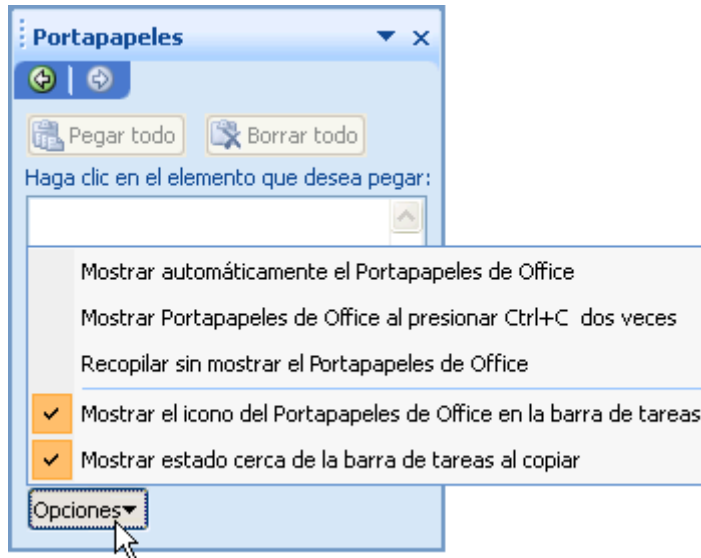 Portapapeles
Pegar todo Borrar todo
Haga clic en el elemento que desea pegar:
Mostrar automáticamente el Portapapeles de Office
Mostrar Portapapeles de Office al presionar Ctrl+C dos veces
Recopilar sin mostrar el Portapapeles de Office
Mostrar el icono del Portapapeles de Office en la barra de tareas
Mostrar estado cerca de la barra de tareas al copiar
Opciones